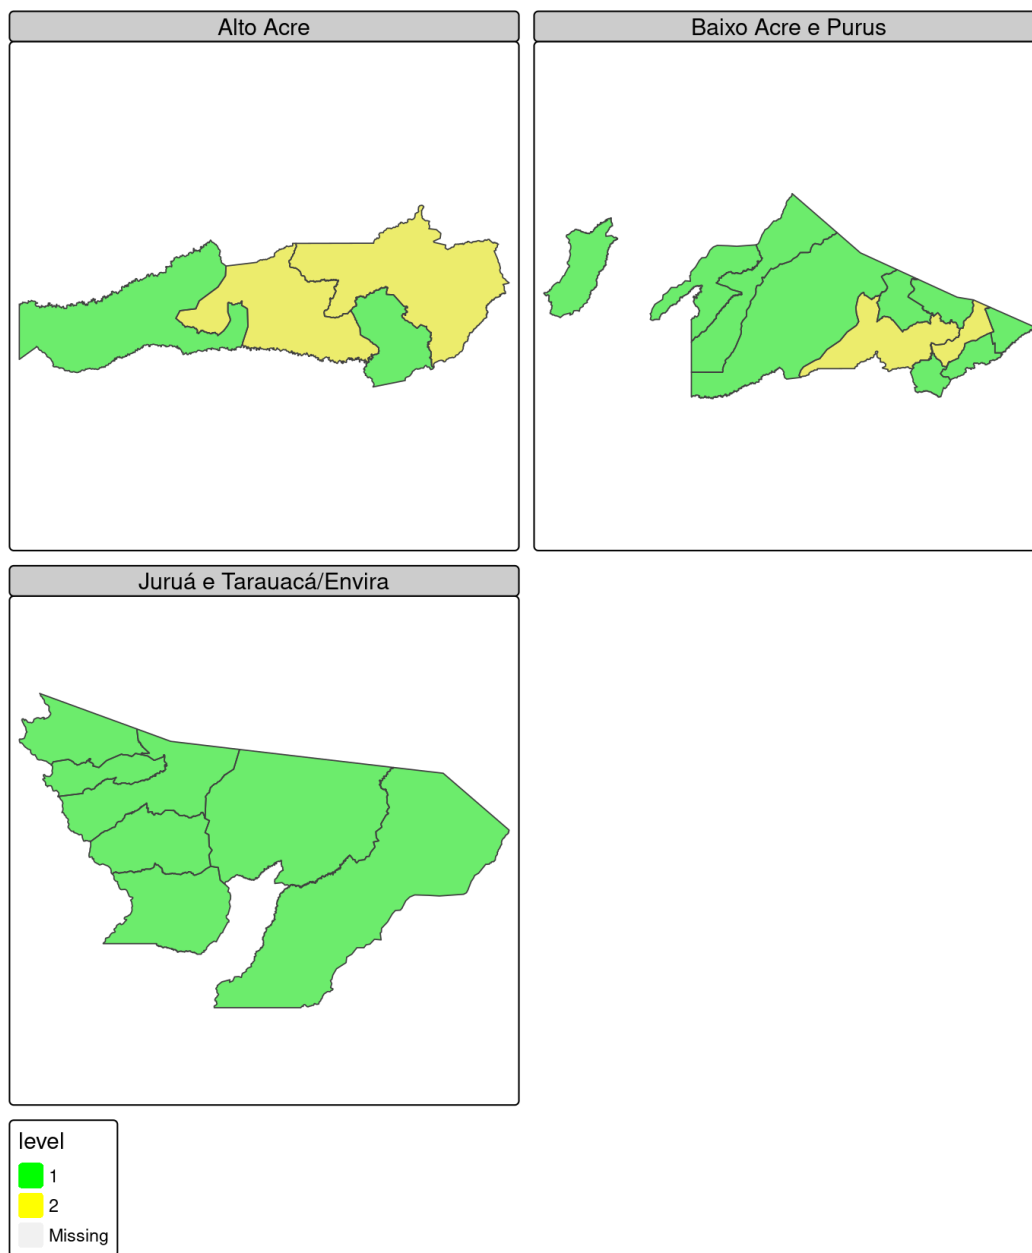 Alto Acre
Baixo Acre e Purus
Juruá e Tarauacá/Envira
level
1
2
Missing